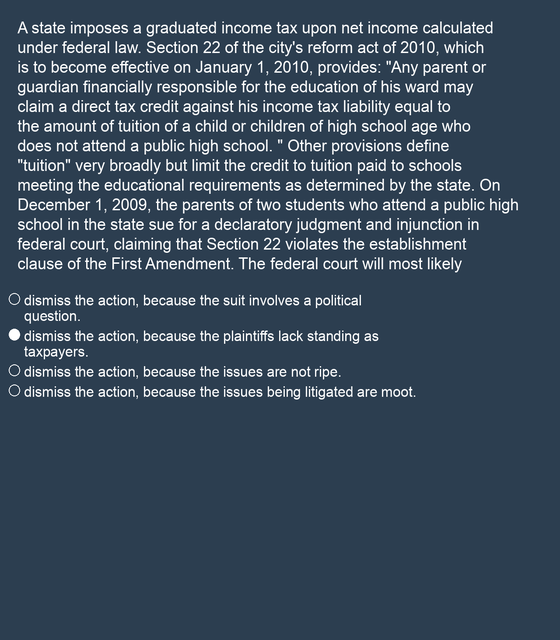 A state imposes a graduated income tax upon net income calculated
under federal law. Section 22 of the city's reform act of 2010, which
is to become effective on January 1, 2010, provides: "Any parent or
guardian financially responsible for the education of his ward may
claim a direct tax credit against his income tax liability equal to
the amount of tuition of a child or children of high school age who
does not attend a public high school. " Other provisions define
"tuition" very broadly but limit the credit to tuition paid to schools
meeting the educational requirements as determined by the state. On
December 1, 2009, the parents of two students who attend a public high
school in the state sue for a declaratory judgment and injunction in
federal court, claiming that Section 22 violates the establishment
clause of the First Amendment. The federal court will most likely
dismiss the action, because the suit involves a political
question.
dismiss the action, because the plaintiffs lack standing as
taxpayers.
dismiss the action, because the issues are not ripe.
dismiss the action, because the issues being litigated are moot.